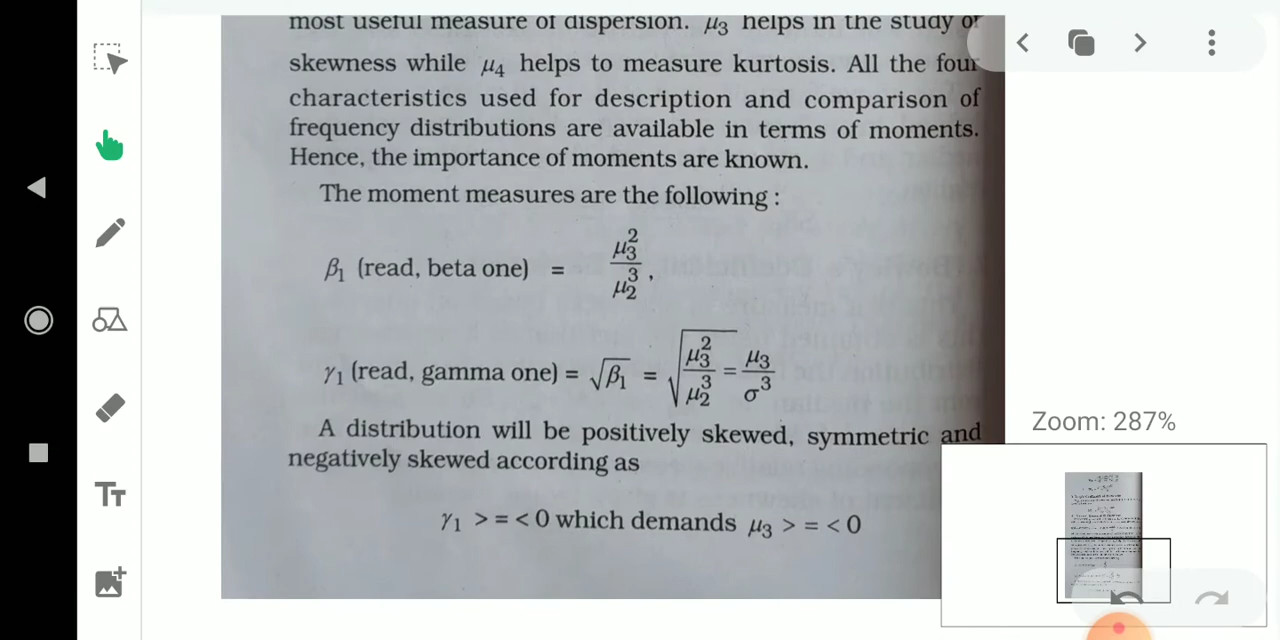 most useful measure of dispersion. μ₃ helps in the study of
skewness while μ₄ helps to measure kurtosis. All the four
characteristics used for description and comparison of
frequency distributions are available in terms of moments.
Hence, the importance of moments are known.
The moment measures are the following :
β₁ (read, beta one) = μ₃²/μ₂³,
γ₁ (read, gamma one) = √β₁ = √(μ₃²/μ₂³) = μ₃/σ³
Zoom: 287%
A distribution will be positively skewed, symmetric and
negatively skewed according as
γ₁ > = < 0 which demands μ₃ > = < 0
Tт